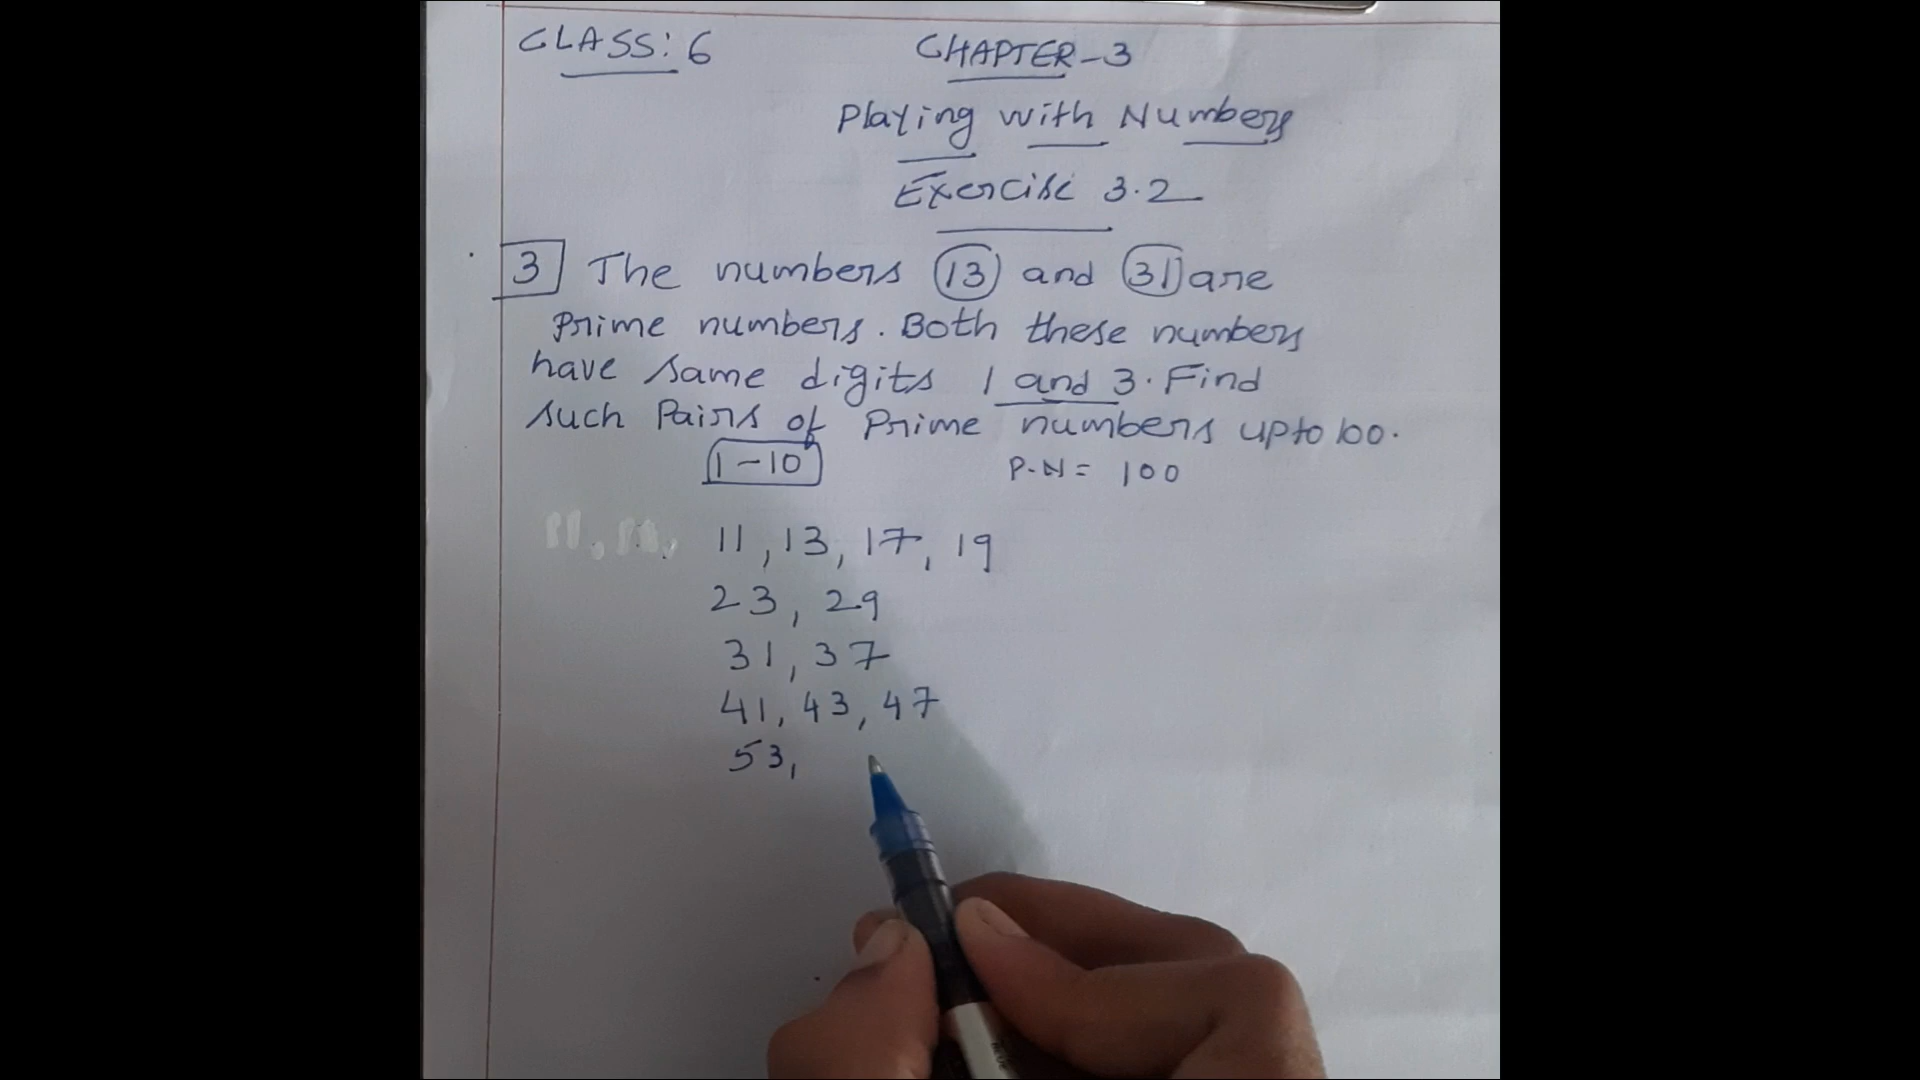 CLASS: 6 CHAPTER-3
Playing with Numbers
Exercise 3.2
3 The numbers 13 and 31 are
Prime numbers. Both these numbers
have same digits 1 and 3. Find
such Pairs of Prime numbers upto 100.
1-10 P.N= 100
11, 13, 17, 19
23, 29
31, 37
41, 43, 47
53,